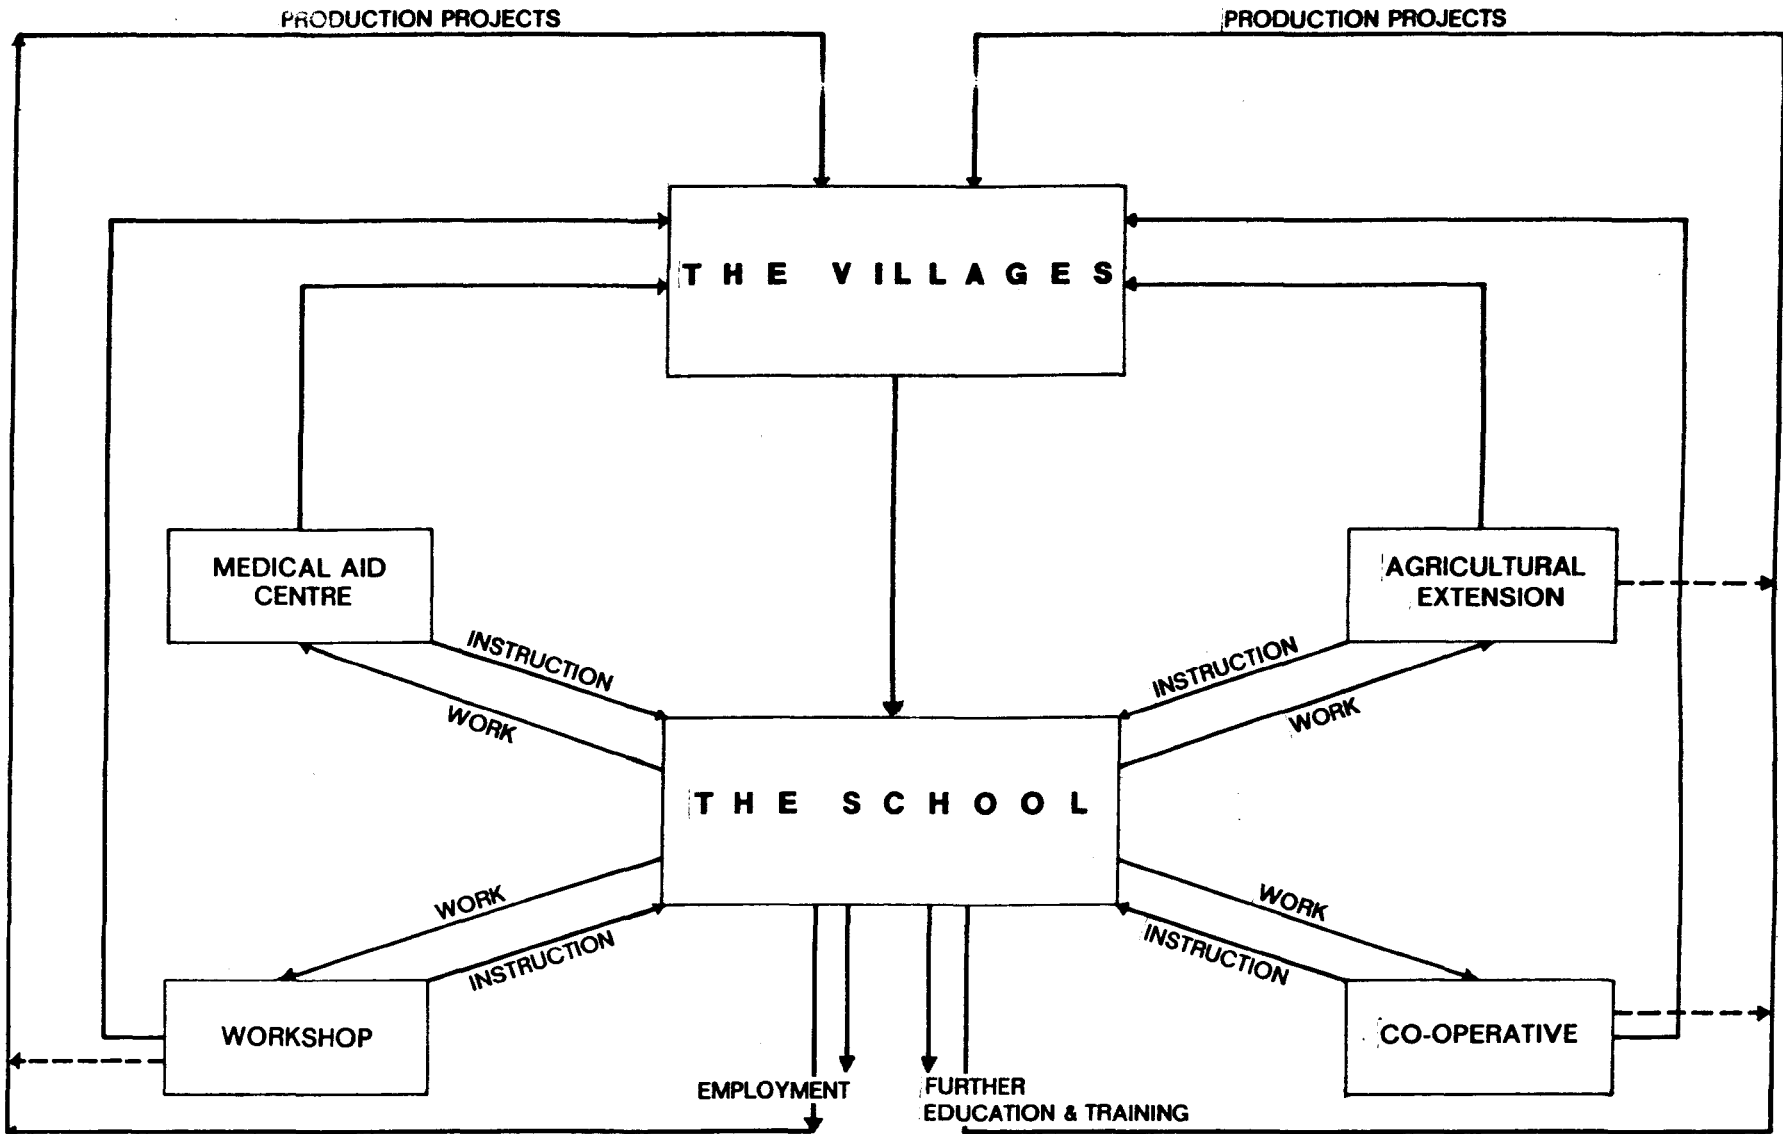 PRODUCTION PROJECTS
PRODUCTION PROJECTS
THE VILLAGES
MEDICAL AID
CENTRE
AGRICULTURAL
EXTENSION
INSTRUCTION
WORK
INSTRUCTION
WORK
THE SCHOOL
WORK
INSTRUCTION
WORK
INSTRUCTION
WORKSHOP
CO-OPERATIVE
EMPLOYMENT
FURTHER
EDUCATION & TRAINING